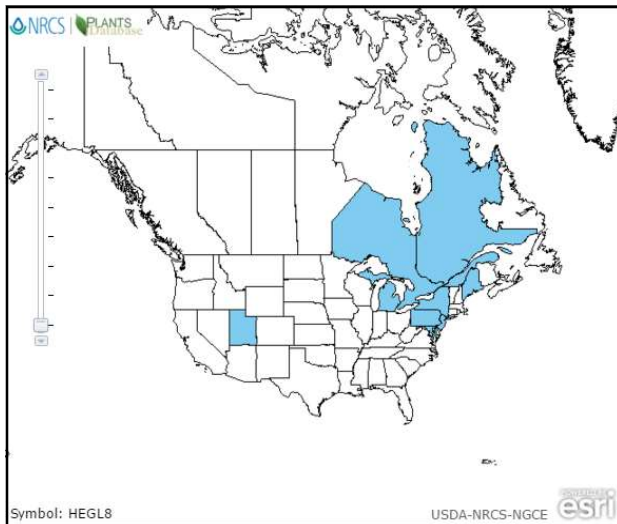 NRCS | PLANTS
Database
Symbol: HEGL8
USDA-NRCS-NGCE
esri